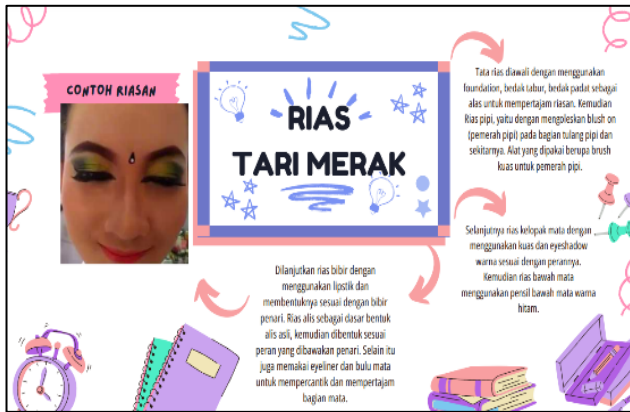 CONTOH RIASAN
RIAS
TARI MERAK
Tata rias diawali dengan menggunakan
foundation, bedak tabur, bedak padat sebagai
alas untuk mempertajam riasan. Kemudian
Rias pipi, yaitu dengan mengoleskan blush on
(pemerah pipi) pada bagian tulang pipi dan
sekitarnya. Alat yang dipakai berupa brush
kuas untuk pemerah pipi.
Selanjutnya rias kelopak mata dengan
menggunakan kuas dan eyeshadow
warna sesuai dengan perannya.
Kemudian rias bawah mata
menggunakan pensil bawah mata warna
hitam.
Dilanjutkan rias bibir dengan
menggunakan lipstik dan
membentuknya sesuai dengan bibir
penari. Rias alis sebagai dasar bentuk
alis asli, kemudian dibentuk sesuai
peran yang dibawakan penari. Selain itu
juga memakai eyeliner dan bulu mata
untuk mempercantik dan mempertajam
bagian mata.